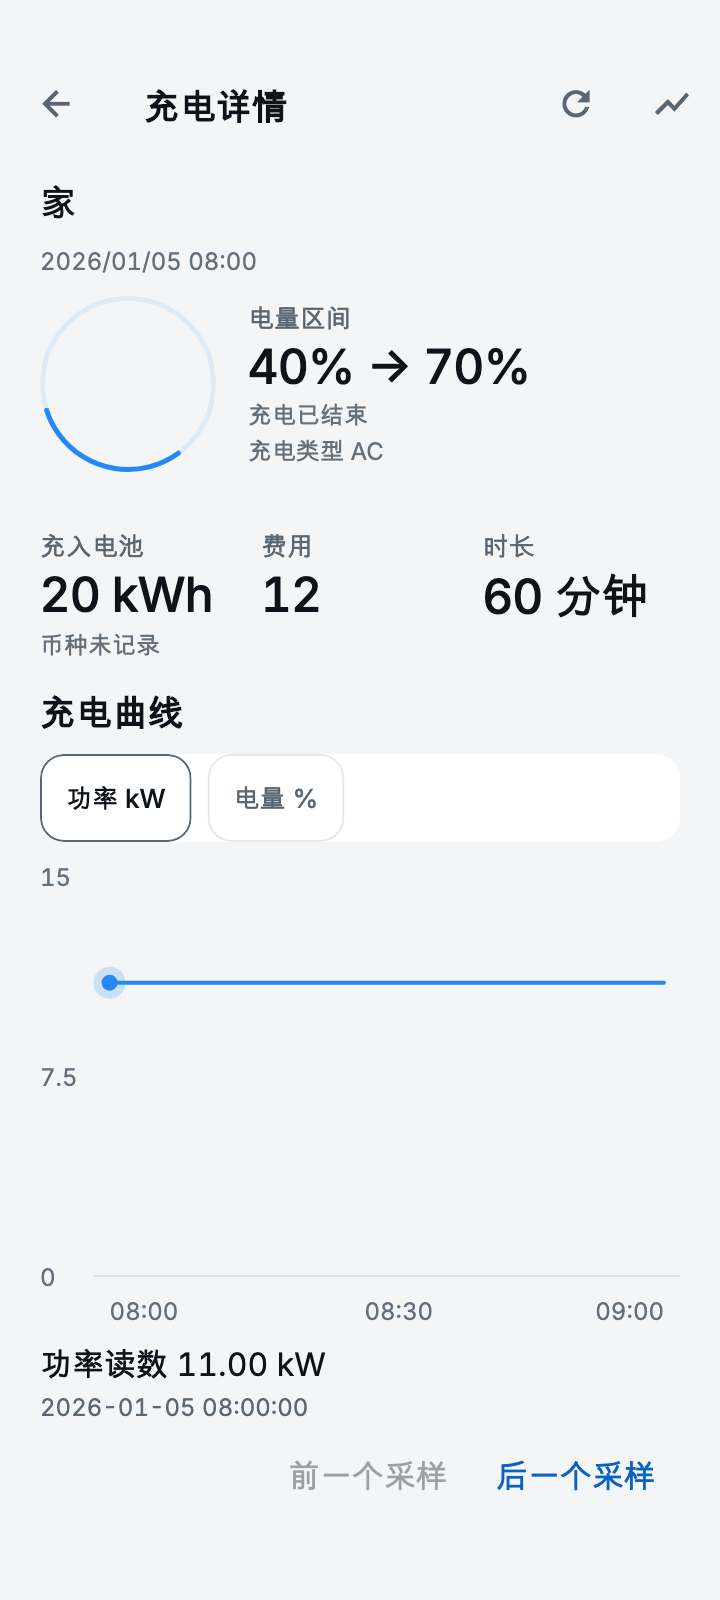 充电详情
家
2026/01/05 08:00
电量区间
40% → 70%
充电已结束
充电类型 AC
充入电池 费用 时长
20 kWh 12 60 分钟
币种未记录
充电曲线
功率 kW 电量 %
15
7.5
0
08:00 08:30 09:00
功率读数 11.00 kW
2026-01-05 08:00:00
前一个采样 后一个采样